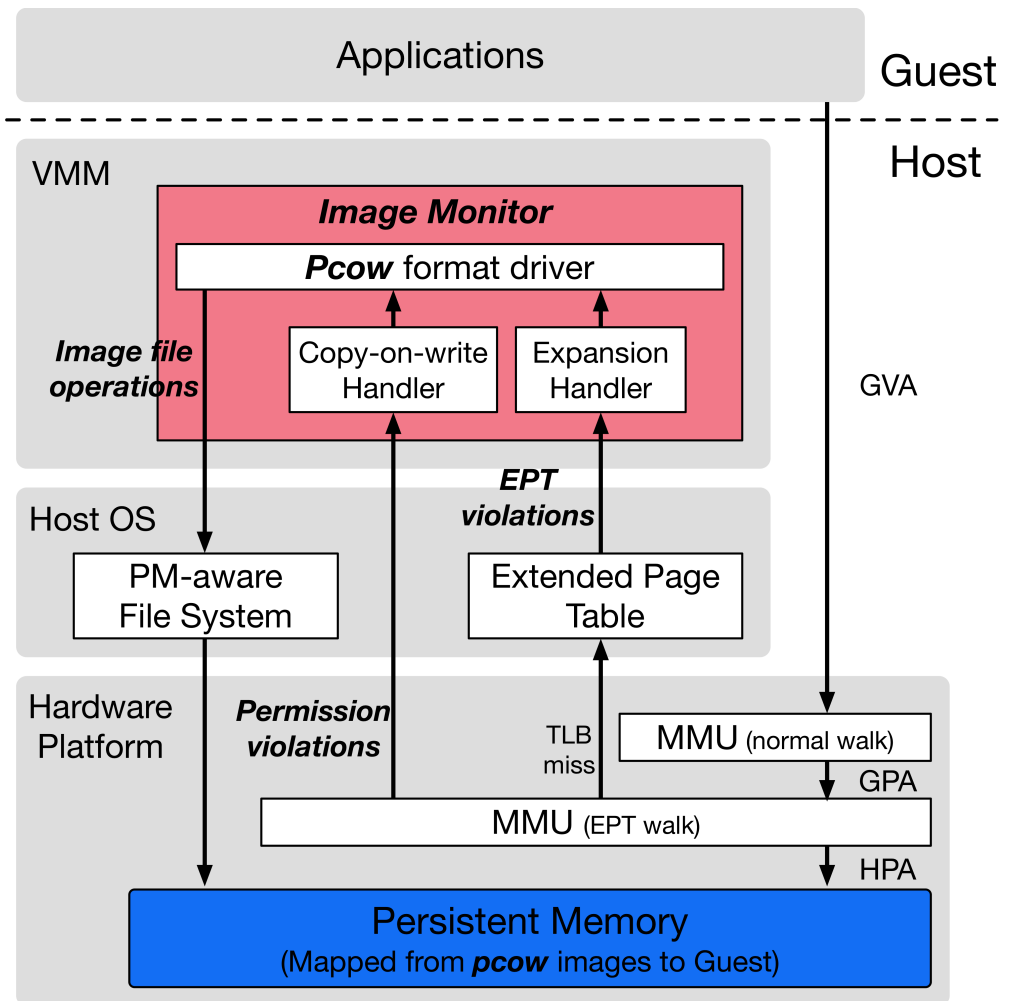 Applications
Guest
Host
VMM
Image Monitor
Pcow format driver
Image file
operations
Copy-on-write
Handler
Expansion
Handler
GVA
EPT
violations
Host OS
PM-aware
File System
Extended Page
Table
Hardware
Platform
Permission
violations
TLB
miss
MMU (normal walk)
GPA
MMU (EPT walk)
HPA
Persistent Memory
(Mapped from pcow images to Guest)